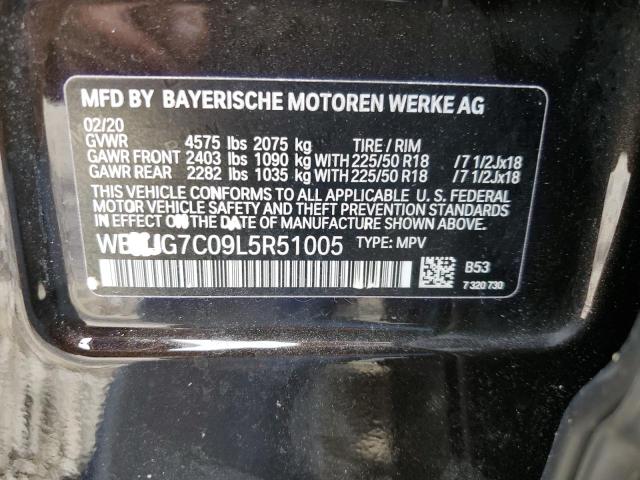 MFD BY BAYERISCHE MOTOREN WERKE AG
02/20
GVWR 4575 lbs 2075 kg TIRE / RIM
GAWR FRONT 2403 lbs 1090 kg WITH 225/50 R18 /7 1/2Jx18
GAWR REAR 2282 lbs 1035 kg WITH 225/50 R18 /7 1/2Jx18
THIS VEHICLE CONFORMS TO ALL APPLICABLE U. S. FEDERAL
MOTOR VEHICLE SAFETY AND THEFT PREVENTION STANDARDS IN
EFFECT ON THE DATE OF MANUFACTURE SHOWN ABOVE.
TYPE: MPV
B53
7 320 730